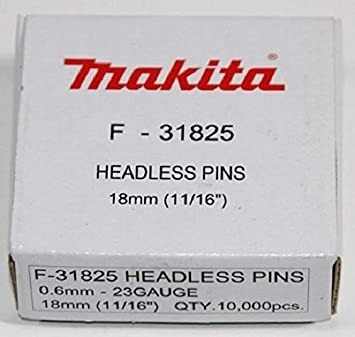 makita
F - 31825
HEADLESS PINS
18mm (11/16")
F-31825 HEADLESS PINS
0.6mm - 23GAUGE
18mm (11/16") QTY.10,000pcs.